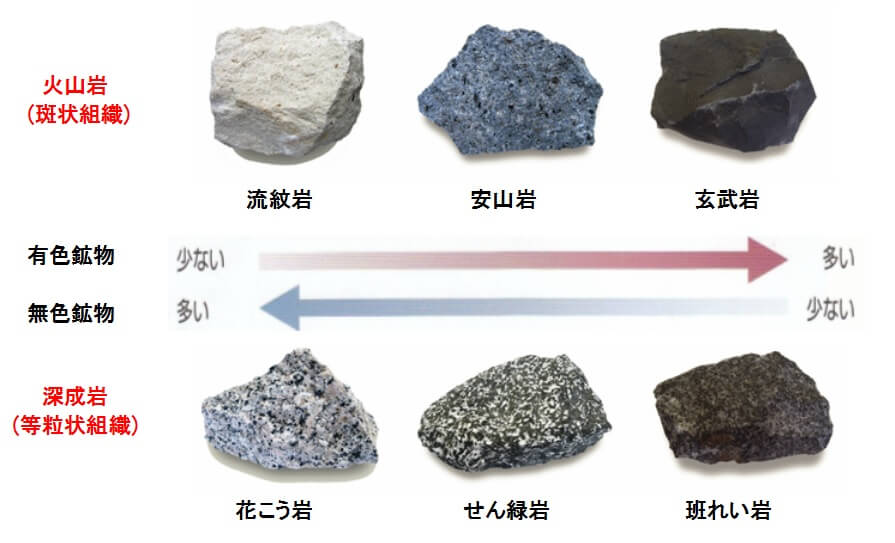 火山岩
(斑状組織)
流紋岩
安山岩
玄武岩
有色鉱物
少ない
多い
無色鉱物
多い
少ない
深成岩
(等粒状組織)
花こう岩
せん緑岩
班れい岩